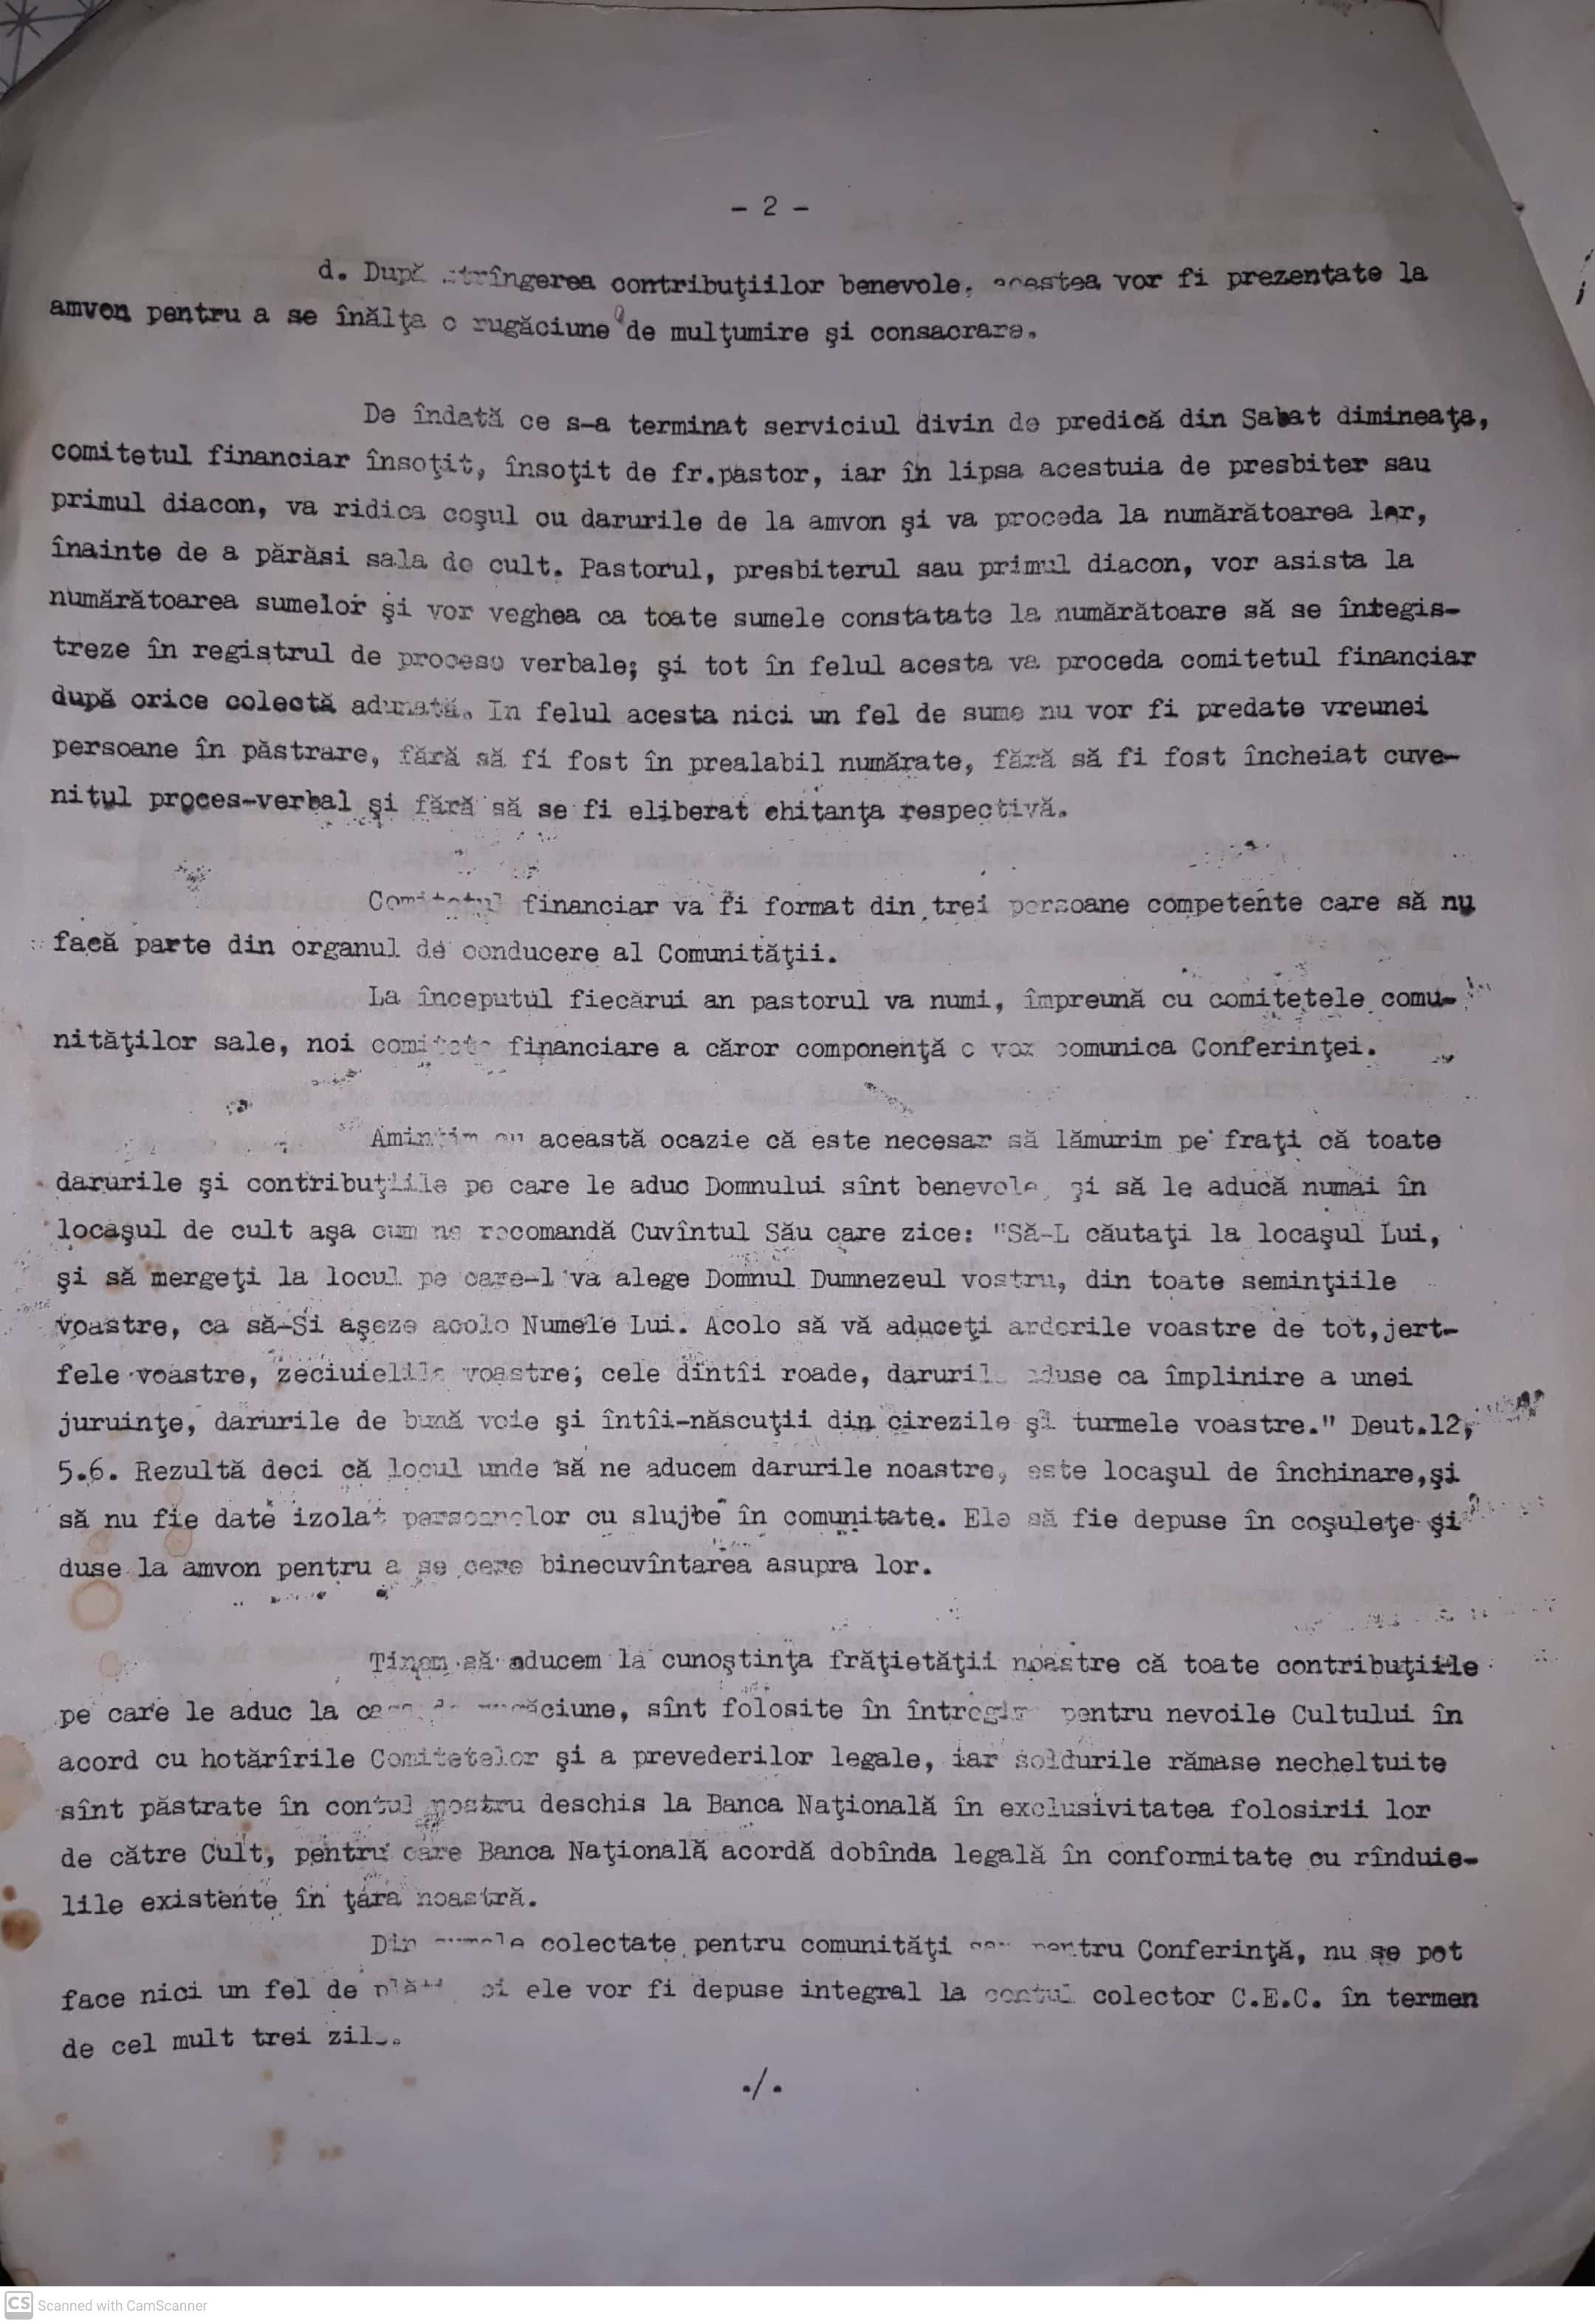 - 2 -
d. După strîngerea contribuţiilor benevole, acestea vor fi prezentate la
amvon pentru a se înălţa o rugăciune de mulţumire şi consacrare.
De îndată ce s-a terminat serviciul divin de predică din Sabat dimineaţa,
comitetul financiar însoţit, însoţit de fr.pastor, iar în lipsa acestuia de presbiter sau
primul diacon, va ridica coşul cu darurile de la amvon şi va proceda la numărătoarea lor,
înainte de a părăsi sala de cult. Pastorul, presbiterul sau primul diacon, vor asista la
numărătoarea sumelor şi vor veghea ca toate sumele constatate la numărătoare să se întegis-
treze în registrul de procese verbale; şi tot în felul acesta va proceda comitetul financiar
după orice colectă adunată. In felul acesta nici un fel de sume nu vor fi predate vreunei
persoane în păstrare, fără să fi fost în prealabil numărate, fără să fi fost încheiat cuve-
nitul proces-verbal şi fără să se fi eliberat chitanţa respectivă.
Comitetul financiar va fi format din trei persoane competente care să nu
facă parte din organul de conducere al Comunităţii.
La începutul fiecărui an pastorul va numi, împreună cu comitetele comu-
nităţilor sale, noi comitete financiare a căror componenţă o vor comunica Conferinţei.
Amintim cu această ocazie că este necesar să lămurim pe fraţi că toate
darurile şi contribuţiile pe care le aduc Domnului sînt benevole, şi să le aducă numai în
locaşul de cult aşa cum ne recomandă Cuvîntul Său care zice: "Să-L căutaţi la locaşul Lui,
şi să mergeţi la locul pe care-l va alege Domnul Dumnezeul vostru, din toate seminţiile
voastre, ca să-Si aşeze acolo Numele Lui. Acolo să vă aduceţi arderile voastre de tot,jert-
fele voastre, zeciuielile voastre; cele dintîi roade, darurile aduse ca împlinire a unei
juruinţe, darurile de bună voie şi întîi-născuţii din cirezile şi turmele voastre." Deut.12,
5.6. Rezultă deci că locul unde să ne aducem darurile noastre, este locaşul de închinare,şi
să nu fie date izolat persoanelor cu slujbe în comunitate. Ele să fie depuse în coşuleţe şi
duse la amvon pentru a se cere binecuvîntarea asupra lor.
Tinem să aducem la cunoştinţa frăţietăţii noastre că toate contribuţiile
pe care le aduc la casa de rugăciune, sînt folosite în întregime pentru nevoile Cultului în
acord cu hotărîrile Comitetelor şi a prevederilor legale, iar soldurile rămase necheltuite
sînt păstrate în contul nostru deschis la Banca Naţională în exclusivitatea folosirii lor
de către Cult, pentru care Banca Naţională acordă dobînda legală în conformitate cu rînduie-
lile existente în ţara noastră.
Din sumele colectate pentru comunităţi sau pentru Conferinţă, nu se pot
face nici un fel de plăţi ci ele vor fi depuse integral la contul colector C.E.C. în termen
de cel mult trei zile.
./.
CS Scanned with CamScanner